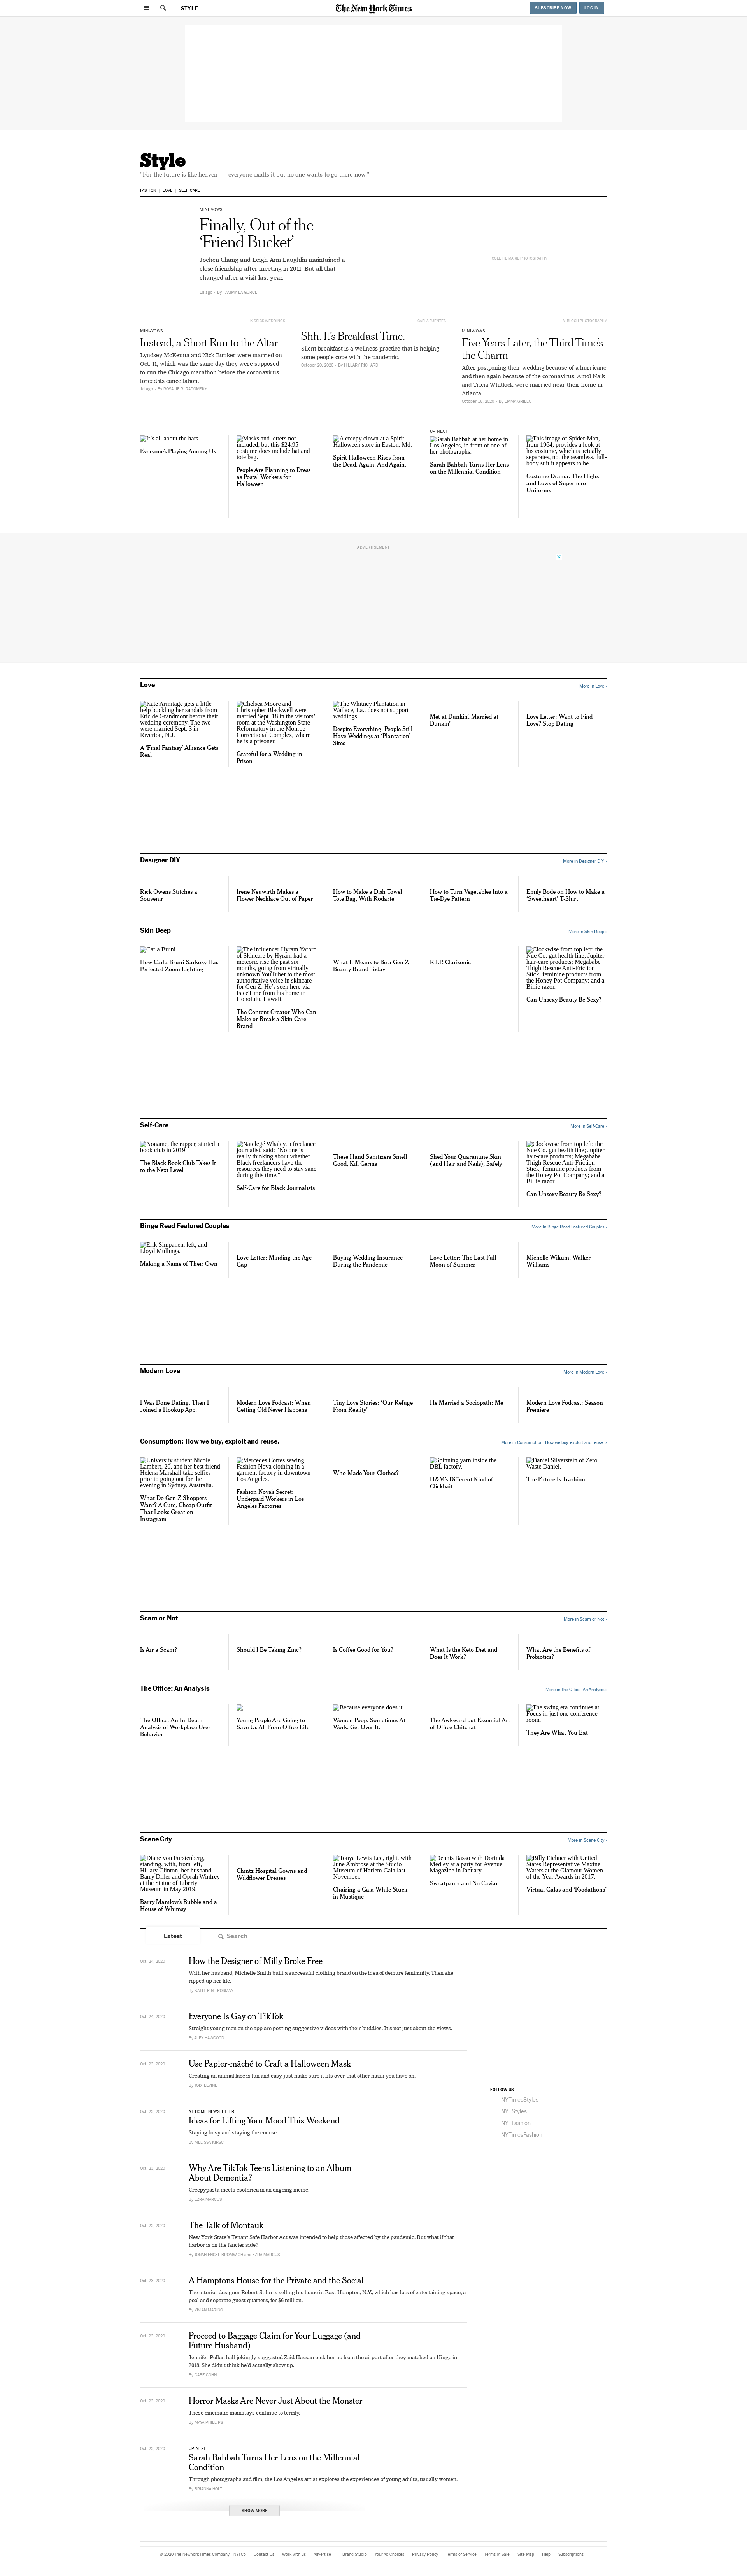 STYLE
The New York Times
SUBSCRIBE NOW
LOG IN
Style
"For the future is like heaven — everyone exalts it but no one wants to go there now."
FASHION
LOVE
SELF-CARE
MINI-VOWS
Finally, Out of the
‘Friend Bucket’
Jochen Chang and Leigh-Ann Laughlin maintained a
close friendship after meeting in 2011. But all that
changed after a visit last year.
1d ago – By TAMMY LA GORCE
MINI-VOWS
Instead, a Short Run to the Altar
Lyndsey McKenna and Nick Bunker were married on
Oct. 11, which was the same day they were supposed
to run the Chicago marathon before the coronavirus
forced its cancellation.
1d ago – By ROSALIE R. RADOMSKY
CARLA FUENTES
Shh. It's Breakfast Time.
Silent breakfast is a wellness practice that is helping
some people cope with the pandemic.
By HILLARY RICHARD
MINI-VOWS
Five Years Later, the Third Time's
the Charm
After postponing their wedding because of a hurricane
and then again because of the coronavirus, Amol Naik
and Tricia Whitlock were married near their home in
Atlanta.
By EMMA GRILLO
It's all about the hats.
Everyone's Playing Among Us
Masks and letters not
included, but this $24.95
costume does include hat and
tote bag.
People Are Planning to Dress
as Postal Workers for
Halloween
A creepy clown at a Spirit
Halloween store in Easton, Md.
Spirit Halloween Rises from
the Dead. Again. And Again.
UP NEXT
Sarah Bahbah at her home in
Los Angeles, in front of one of
her photographs.
Sarah Bahbah Turns Her Lens
on the Millennial Condition
This image of Spider-Man,
from 1964, provides a look at
his costume, which is actually
separates, not the seamless, full-
body suit it appears to be.
Costume Drama: The Highs
and Lows of Superhero
Uniforms
ADVERTISEMENT
Love
More in Love ›
Kate Armitage gets a little
help buckling her sandals from
Eric de Grandmont before their
wedding ceremony. The two
were married Sept. 3 in
Riverton, N.J.
A ‘Final Fantasy’ Alliance Gets
Real
Chelsea Moore and
Christopher Blackwell were
married Sept. 18 in the visitors'
room at the Washington State
Reformatory in the Monroe
Correctional Complex, where
he is a prisoner.
Grateful for a Wedding in
Prison
The Whitney Plantation in
Wallace, La., does not support
weddings.
Despite Everything, People Still
Have Weddings at ‘Plantation’
Sites
Met at Dunkin', Married at
Dunkin'
Love Letter: Want to Find
Love? Stop Dating
Designer DIY
More in Designer DIY ›
Rick Owens Stitches a
Souvenir
Irene Neuwirth Makes a
Flower Necklace Out of Paper
How to Make a Dish Towel
Tote Bag, With Rodarte
How to Turn Vegetables Into a
Tie-Dye Pattern
Emily Bode on How to Make a
‘Sweetheart’ T-Shirt
Skin Deep
More in Skin Deep ›
Carla Bruni
How Carla Bruni-Sarkozy Has
Perfected Zoom Lighting
The influencer Hyram Yarbro
of Skincare by Hyram had a
meteoric rise the past six
months, going from virtually
unknown YouTuber to the most
authoritative voice in skincare
for Gen Z. He's seen here via
FaceTime from his home in
Honolulu, Hawaii.
The Content Creator Who Can
Make or Break a Skin Care
Brand
What It Means to Be a Gen Z
Beauty Brand Today
R.I.P. Clarisonic
Clockwise from top left: the
Nue Co. gut health line; Jupiter
hair-care products; Megababe
Thigh Rescue Anti-Friction
Stick; feminine products from
the Honey Pot Company; and a
Billie razor.
Can Unsexy Beauty Be Sexy?
Self-Care
More in Self-Care ›
Noname, the rapper, started a
book club in 2019.
The Black Book Club Takes It
to the Next Level
Natelegé Whaley, a freelance
journalist, said: “No one is
really thinking about whether
Black freelancers have the
resources they need to stay sane
during this time.”
Self-Care for Black Journalists
These Hand Sanitizers Smell
Good, Kill Germs
Shed Your Quarantine Skin
(and Hair and Nails), Safely
Clockwise from top left: the
Nue Co. gut health line; Jupiter
hair-care products; Megababe
Thigh Rescue Anti-Friction
Stick; feminine products from
the Honey Pot Company; and a
Billie razor.
Can Unsexy Beauty Be Sexy?
Binge Read Featured Couples
More in Binge Read Featured Couples ›
Erik Simpanen, left, and
Lloyd Mullings.
Making a Name of Their Own
Love Letter: Minding the Age
Gap
Buying Wedding Insurance
During the Pandemic
Love Letter: The Last Full
Moon of Summer
Michelle Wikum, Walker
Williams
Modern Love
More in Modern Love ›
I Was Done Dating. Then I
Joined a Hookup App.
Modern Love Podcast: When
Getting Old Never Happens
Tiny Love Stories: ‘Our Refuge
From Reality’
He Married a Sociopath: Me
Modern Love Podcast: Season
Premiere
Consumption: How we buy, exploit and reuse.
More in Consumption: How we buy, exploit and reuse. ›
University student Nicole
Lambert, 20, and her best friend
Helena Marshall take selfies
prior to going out for the
evening in Sydney, Australia.
What Do Gen Z Shoppers
Want? A Cute, Cheap Outfit
That Looks Great on
Instagram
Mercedes Cortes sewing
Fashion Nova clothing in a
garment factory in downtown
Los Angeles.
Fashion Nova's Secret:
Underpaid Workers in Los
Angeles Factories
Who Made Your Clothes?
Spinning yarn inside the
DBL factory.
H&M's Different Kind of
Clickbait
Daniel Silverstein of Zero
Waste Daniel.
The Future Is Trashion
Scam or Not
More in Scam or Not ›
Is Air a Scam?
Should I Be Taking Zinc?
Is Coffee Good for You?
What Is the Keto Diet and
Does It Work?
What Are the Benefits of
Probiotics?
The Office: An Analysis
More in The Office: An Analysis ›
The Office: An In-Depth
Analysis of Workplace User
Behavior
Young People Are Going to
Save Us All From Office Life
Because everyone does it.
Women Poop. Sometimes At
Work. Get Over It.
The Awkward but Essential Art
of Office Chitchat
The swing era continues at
Focus in just one conference
room.
They Are What You Eat
Scene City
More in Scene City ›
Diane von Furstenberg,
standing, with, from left,
Hillary Clinton, her husband
Barry Diller and Oprah Winfrey
at the Statue of Liberty
Museum in May 2019.
Barry Manilow's Bubble and a
House of Whimsy
Chintz Hospital Gowns and
Wildflower Dresses
Tonya Lewis Lee, right, with
June Ambrose at the Studio
Museum of Harlem Gala last
November.
Chairing a Gala While Stuck
in Mustique
Dennis Basso with Dorinda
Medley at a party for Avenue
Magazine in January.
Sweatpants and No Caviar
Billy Eichner with United
States Representative Maxine
Waters at the Glamour Women
of the Year Awards in 2017.
Virtual Galas and ‘Foodathons’
Latest
Search
Oct. 24, 2020
How the Designer of Milly Broke Free
With her husband, Michelle Smith built a successful clothing brand on the idea of demure femininity. Then she
ripped up her life.
By KATHERINE ROSMAN
Oct. 24, 2020
Everyone Is Gay on TikTok
Straight young men on the app are posting suggestive videos with their buddies. It's not just about the views.
By ALEX HAWGOOD
Oct. 23, 2020
Use Papier-mâché to Craft a Halloween Mask
Creating an animal face is fun and easy, just make sure it fits over that other mask you have on.
By JODI LEVINE
Oct. 23, 2020
AT HOME NEWSLETTER
Ideas for Lifting Your Mood This Weekend
Staying busy and staying the course.
By MELISSA KIRSCH
Oct. 23, 2020
Why Are TikTok Teens Listening to an Album
About Dementia?
Creepypasta meets esoterica in an ongoing meme.
By EZRA MARCUS
Oct. 23, 2020
The Talk of Montauk
New York State's Tenant Safe Harbor Act was intended to help those affected by the pandemic. But what if that
harbor is on the fancier side?
By JONAH ENGEL BROMWICH and EZRA MARCUS
Oct. 23, 2020
A Hamptons House for the Private and the Social
The interior designer Robert Stilin is selling his home in East Hampton, N.Y., which has lots of entertaining space, a
pool and separate guest quarters, for $6 million.
By VIVIAN MARINO
Oct. 23, 2020
Proceed to Baggage Claim for Your Luggage (and
Future Husband)
Jennifer Pollan half-jokingly suggested Zaid Hassan pick her up from the airport after they matched on Hinge in
2018. She didn't think he'd actually show up.
By GABE COHN
Oct. 23, 2020
Horror Masks Are Never Just About the Monster
These cinematic mainstays continue to terrify.
By MAYA PHILLIPS
Oct. 23, 2020
UP NEXT
Sarah Bahbah Turns Her Lens on the Millennial
Condition
Through photographs and film, the Los Angeles artist explores the experiences of young adults, usually women.
By BRIANNA HOLT
SHOW MORE
FOLLOW US
NYTimesStyles
NYTStyles
NYTFashion
NYTimesFashion
© 2020 The New York Times Company
NYTCo
Contact Us
Work with us
Advertise
T Brand Studio
Your Ad Choices
Privacy Policy
Terms of Service
Terms of Sale
Site Map
Help
Subscriptions